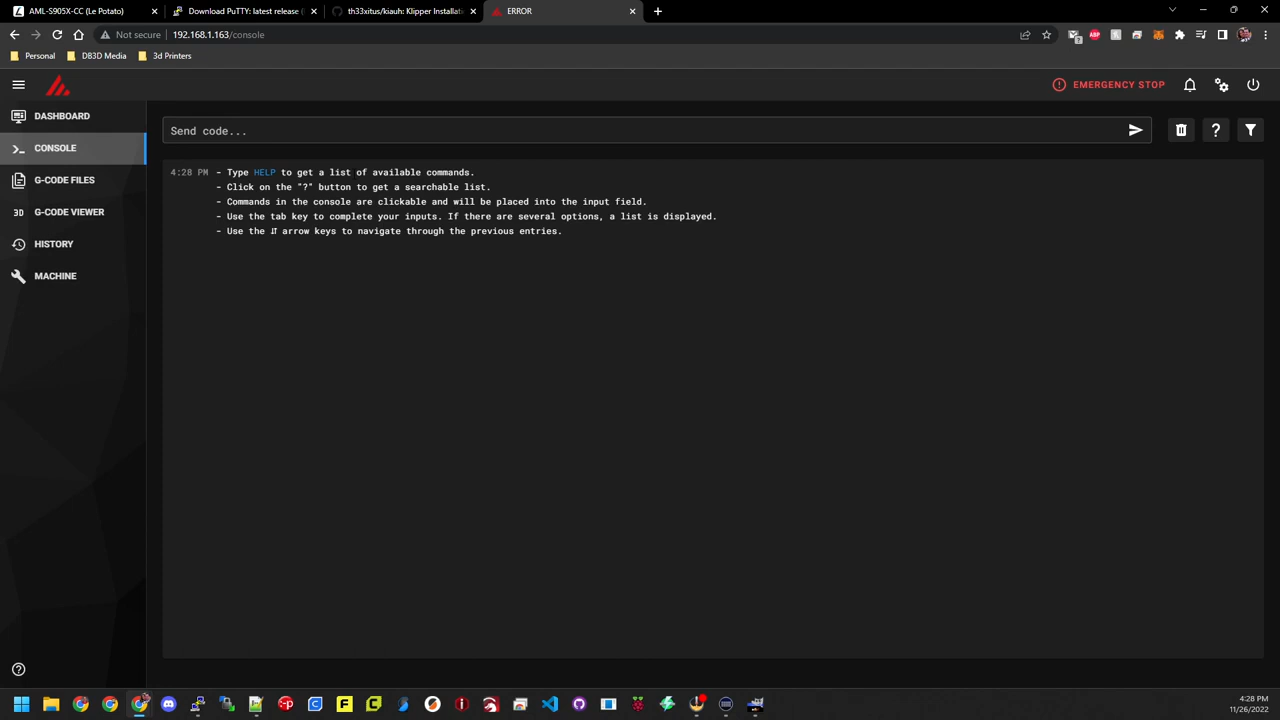 AML-S905X-CC (Le Potato)
Download PuTTY: latest release (
th33xitus/kiauh: Klipper Installat
ERROR
Not secure
192.168.1.163/console
Personal
DB3D Media
3d Printers
EMERGENCY STOP
DASHBOARD
CONSOLE
G-CODE FILES
3D G-CODE VIEWER
HISTORY
MACHINE
Send code...
4:28 PM - Type HELP to get a list of available commands.
- Click on the "?" button to get a searchable list.
- Commands in the console are clickable and will be placed into the input field.
- Use the tab key to complete your inputs. If there are several options, a list is displayed.
- Use the ↓↑ arrow keys to navigate through the previous entries.
4:28 PM
11/26/2022